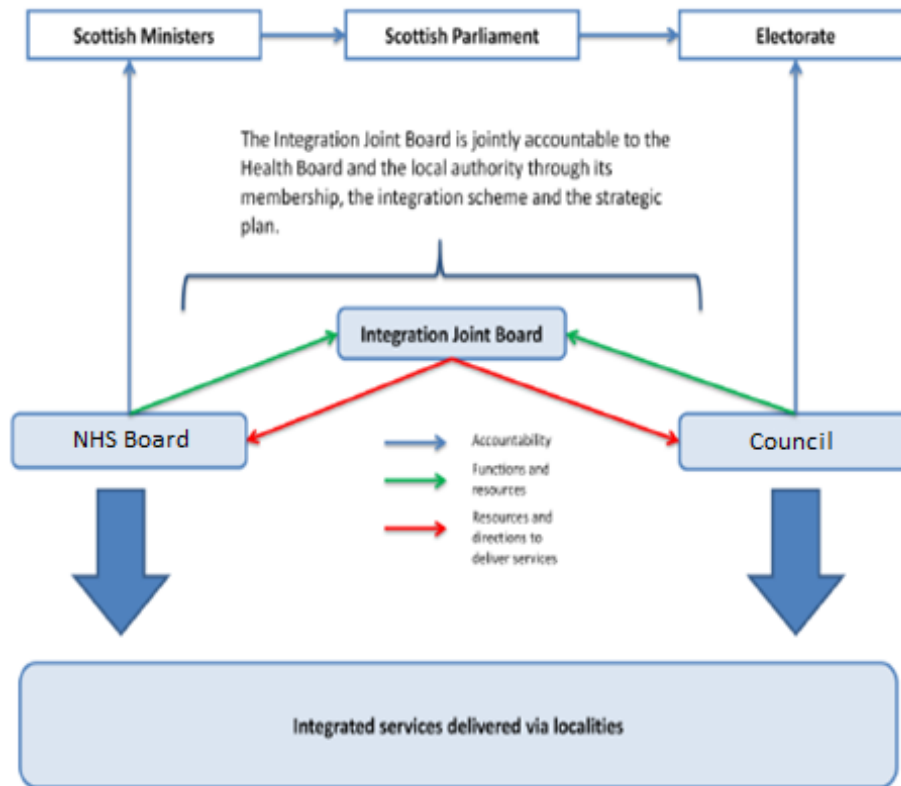 Scottish Ministers
Scottish Parliament
Electorate
The Integration Joint Board is jointly accountable to the
Health Board and the local authority through its
membership, the integration scheme and the strategic
plan.
Integration Joint Board
NHS Board
Council
Accountability
Functions and
resources
Resources and
directions to
deliver services
Integrated services delivered via localities